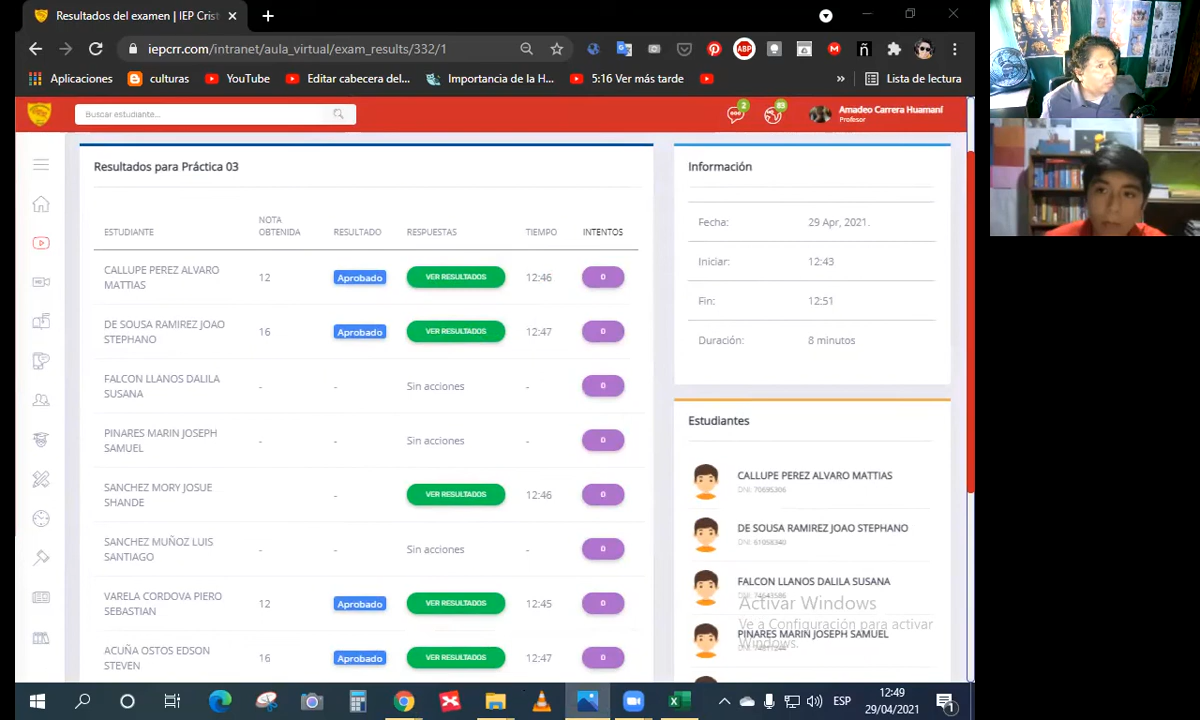 Resultados del examen | IEP Cris
iepcrr.com/intranet/aula_virtual/exam_results/332/1
Aplicaciones
culturas
YouTube
Editar cabecera del...
Importancia de la H...
5:16 Ver más tarde
»
Lista de lectura
Buscar estudiante...
2
83
Amadeo Carrera Huamaní
Profesor
Resultados para Práctica 03
ESTUDIANTE NOTA OBTENIDA RESULTADO RESPUESTAS TIEMPO INTENTOS
CALLUPE PEREZ ALVARO MATTIAS 12 Aprobado VER RESULTADOS 12:46 0
DE SOUSA RAMIREZ JOAO STEPHANO 16 Aprobado VER RESULTADOS 12:47 0
FALCON LLANOS DALILA SUSANA - - Sin acciones - 0
PINARES MARIN JOSEPH SAMUEL - - Sin acciones - 0
SANCHEZ MORY JOSUE SHANDE - VER RESULTADOS 12:46 0
SANCHEZ MUÑOZ LUIS SANTIAGO - - Sin acciones - 0
VARELA CORDOVA PIERO SEBASTIAN 12 Aprobado VER RESULTADOS 12:45 0
ACUÑA OSTOS EDSON STEVEN 16 Aprobado VER RESULTADOS 12:47 0
Información
Fecha: 29 Apr, 2021.
Iniciar: 12:43
Fin: 12:51
Duración: 8 minutos
Estudiantes
CALLUPE PEREZ ALVARO MATTIAS
DNI: 70695306
DE SOUSA RAMIREZ JOAO STEPHANO
DNI: 61058340
FALCON LLANOS DALILA SUSANA
PINARES MARIN JOSEPH SAMUEL
Activar Windows
Ve a Configuración para activar
Windows.
ESP
12:49
29/04/2021
1